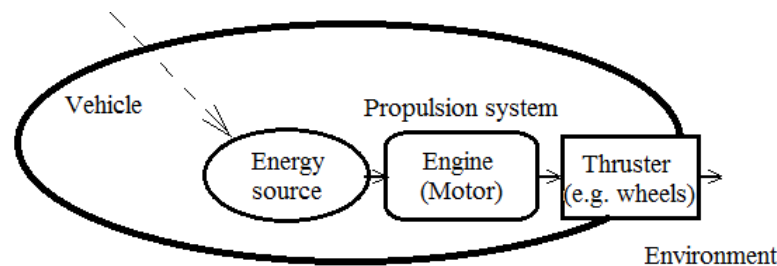 Vehicle
Propulsion system
Energy
source
Engine
(Motor)
Thruster
(e.g. wheels)
Environment